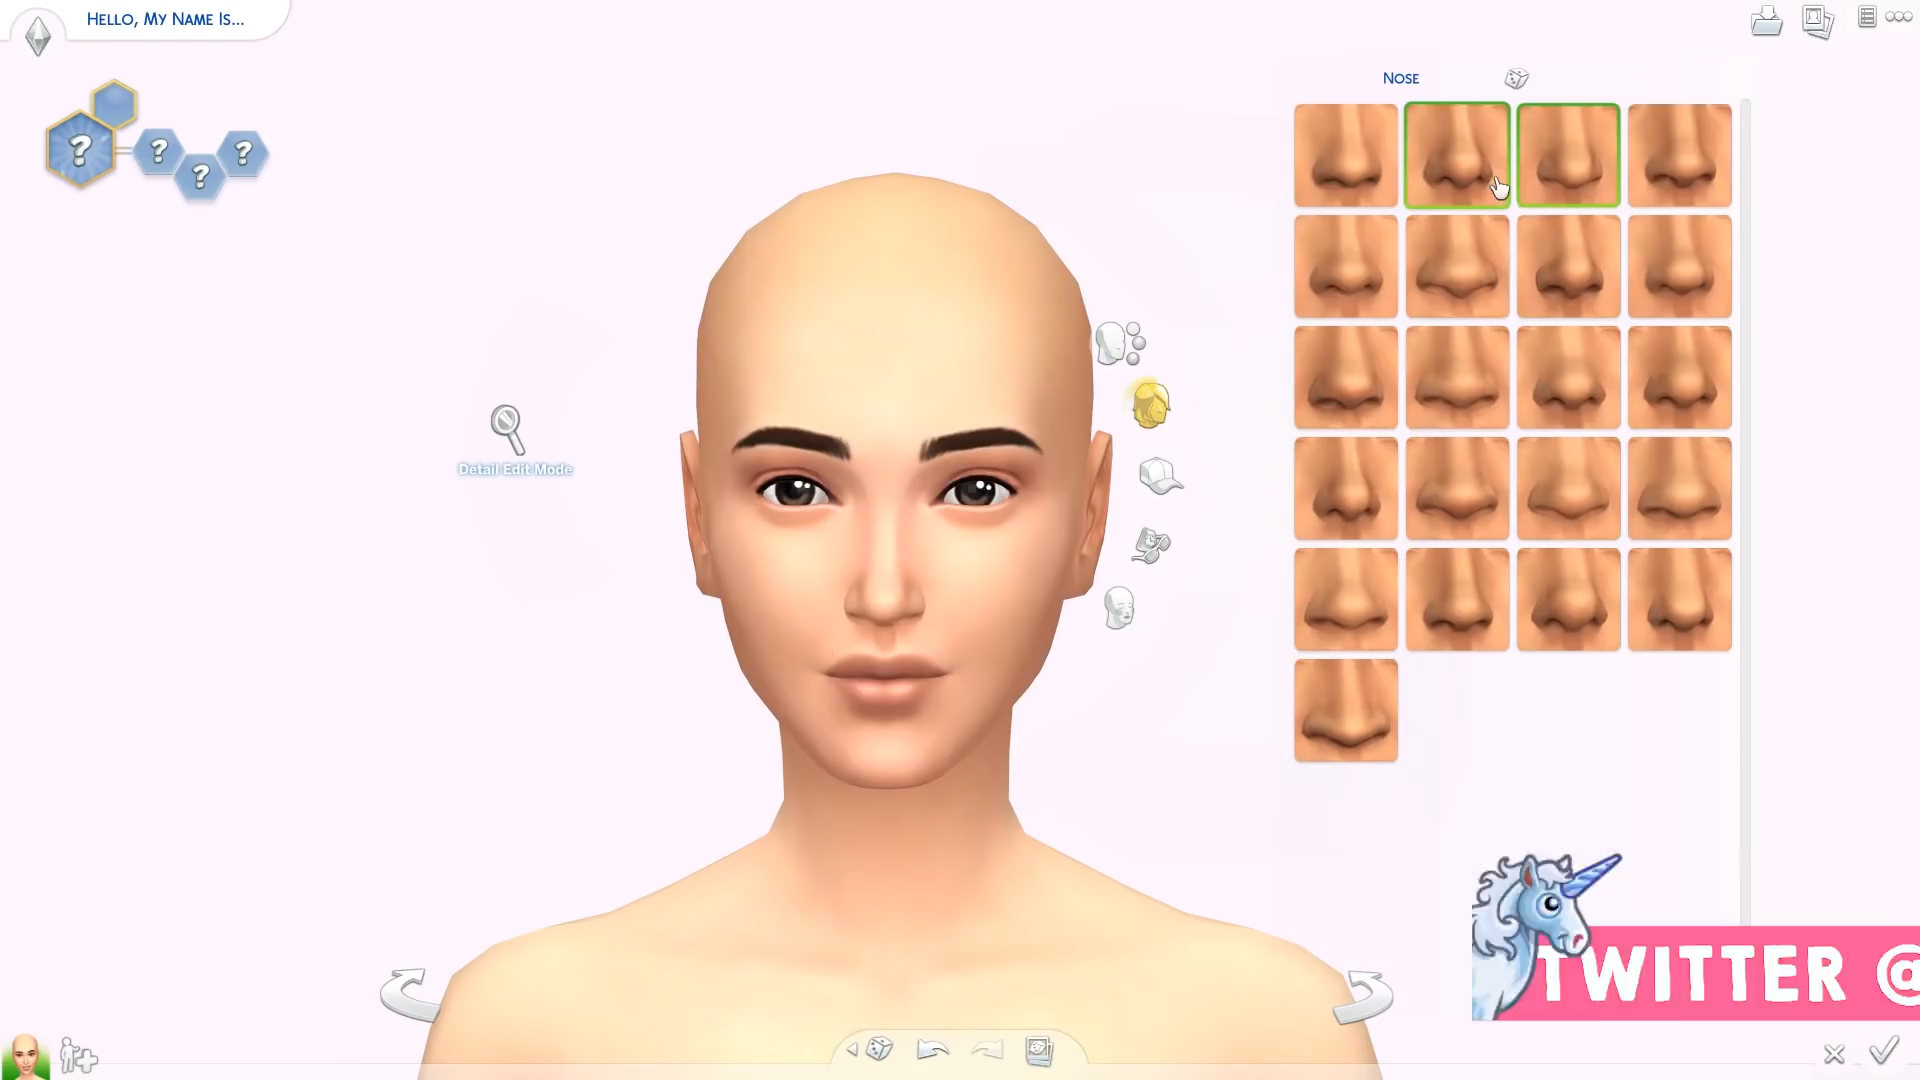 Hello, My Name Is...
Nose
?
? ? ?
Detail Edit Mode
TWITTER @